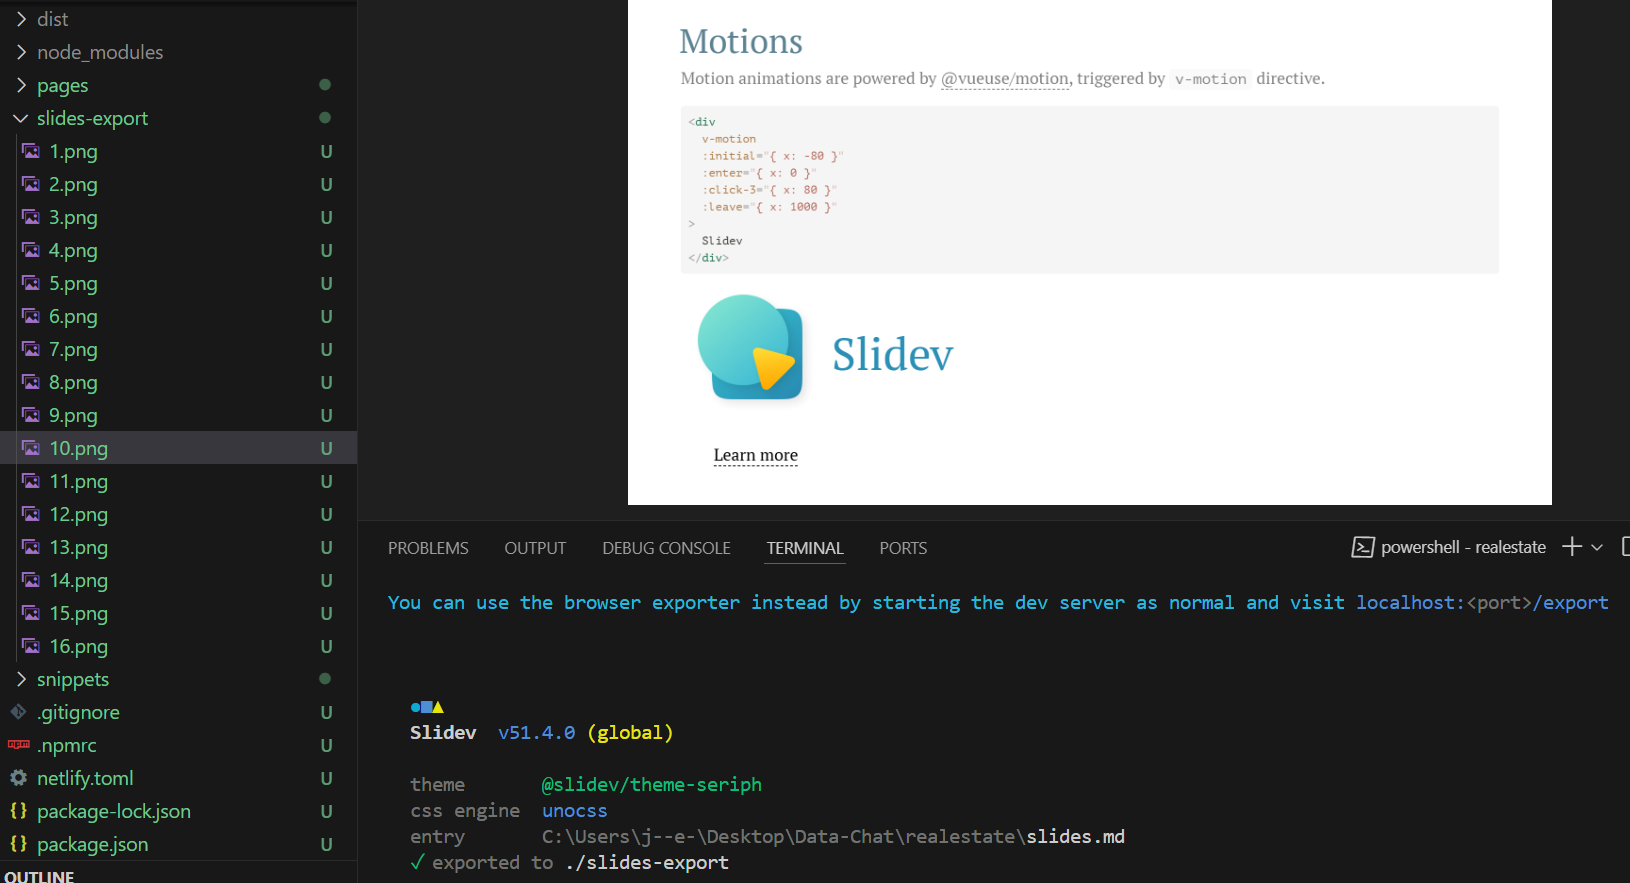 dist
node_modules
pages
slides-export
1.png U
2.png U
3.png U
4.png U
5.png U
6.png U
7.png U
8.png U
9.png U
10.png U
11.png U
12.png U
13.png U
14.png U
15.png U
16.png U
snippets
.gitignore U
npm .npmrc U
netlify.toml U
{} package-lock.json U
{} package.json U
OUTLINE
Motions
Motion animations are powered by @vueuse/motion, triggered by v-motion directive.
<div
  v-motion
  :initial="{ x: -80 }"
  :enter="{ x: 0 }"
  :click-3="{ x: 80 }"
  :leave="{ x: 1000 }"
>
  Slidev
</div>
Slidev
Learn more
PROBLEMS OUTPUT DEBUG CONSOLE TERMINAL PORTS powershell - realestate
You can use the browser exporter instead by starting the dev server as normal and visit localhost:<port>/export
Slidev v51.4.0 (global)
theme @slidev/theme-seriph
css engine unocss
entry C:\Users\j--e-\Desktop\Data-Chat\realestate\slides.md
✓ exported to ./slides-export